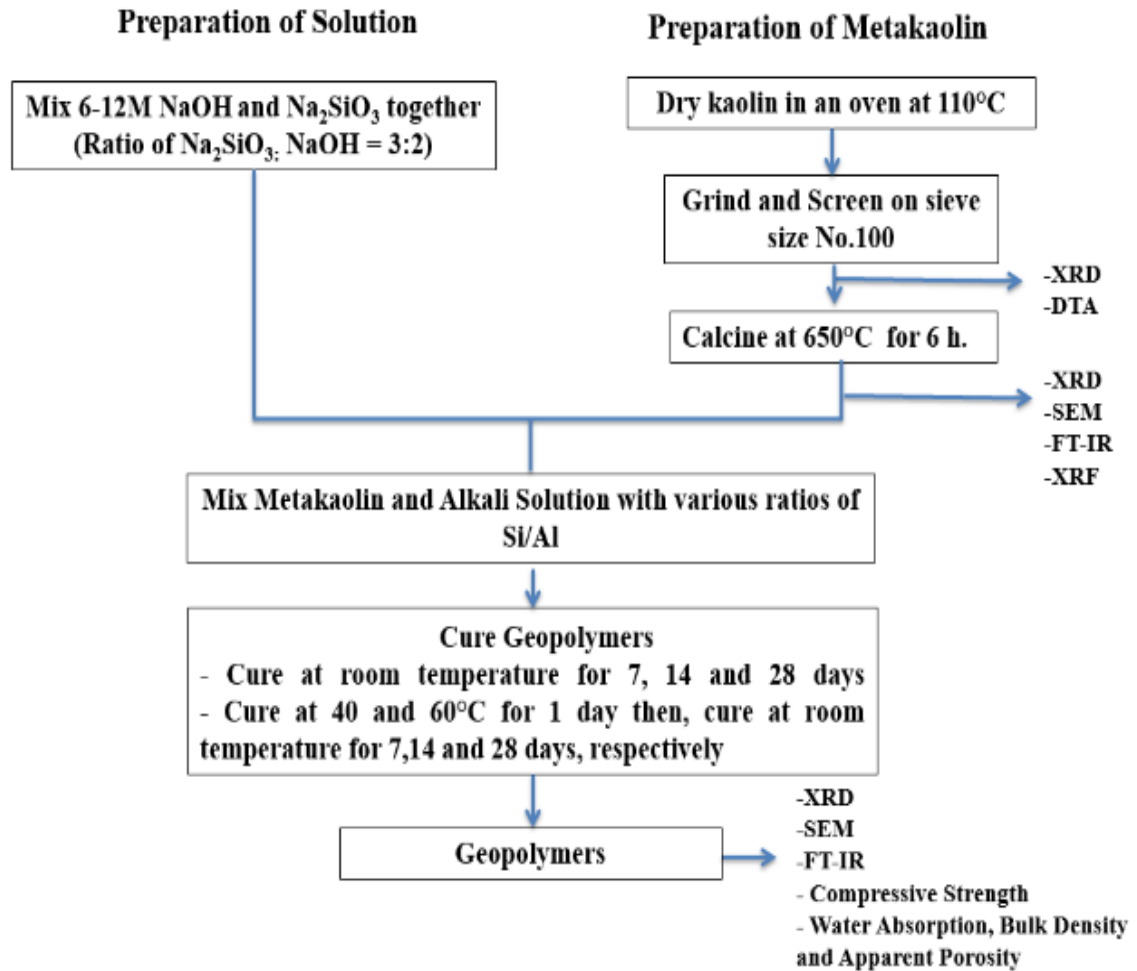 Preparation of Solution
Mix 6-12M NaOH and Na₂SiO₃ together
(Ratio of Na₂SiO₃: NaOH = 3:2)
Preparation of Metakaolin
Dry kaolin in an oven at 110°C
Grind and Screen on sieve
size No.100
-XRD
-DTA
Calcine at 650°C for 6 h.
-XRD
-SEM
-FT-IR
-XRF
Mix Metakaolin and Alkali Solution with various ratios of
Si/Al
Cure Geopolymers
- Cure at room temperature for 7, 14 and 28 days
- Cure at 40 and 60°C for 1 day then, cure at room
temperature for 7,14 and 28 days, respectively
Geopolymers
-XRD
-SEM
-FT-IR
- Compressive Strength
- Water Absorption, Bulk Density
and Apparent Porosity